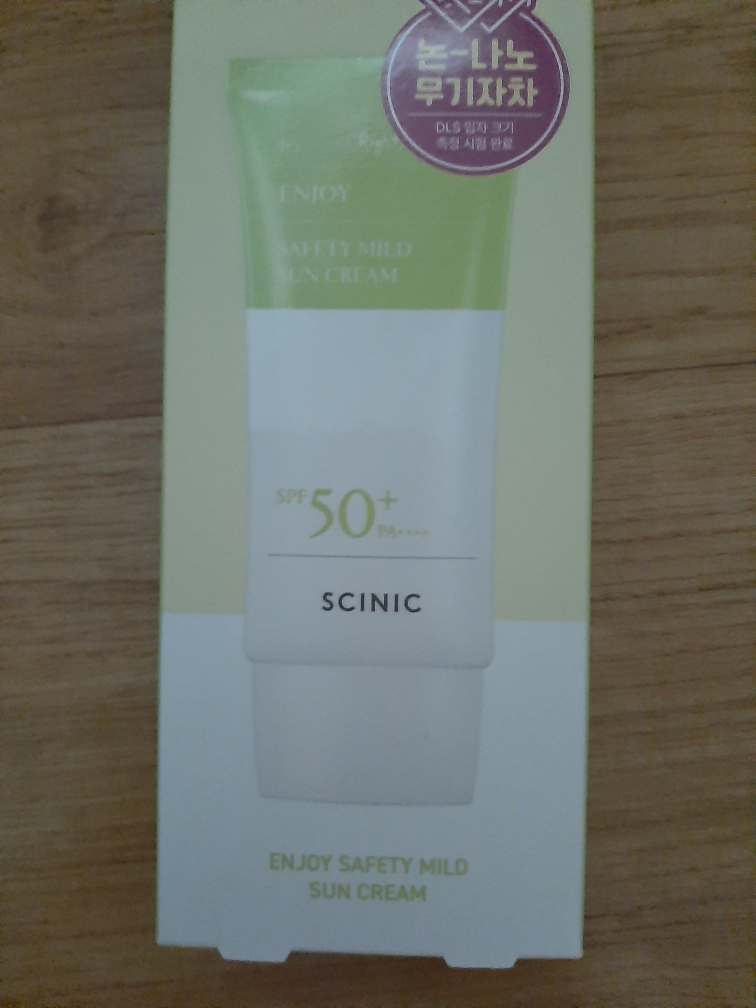 논-나노
무기자차
DLS 입자 크기
측정 시험 완료
ENJOY
SAFETY MILD
SUN CREAM
SPF 50+
PA++++
SCINIC
ENJOY SAFETY MILD
SUN CREAM